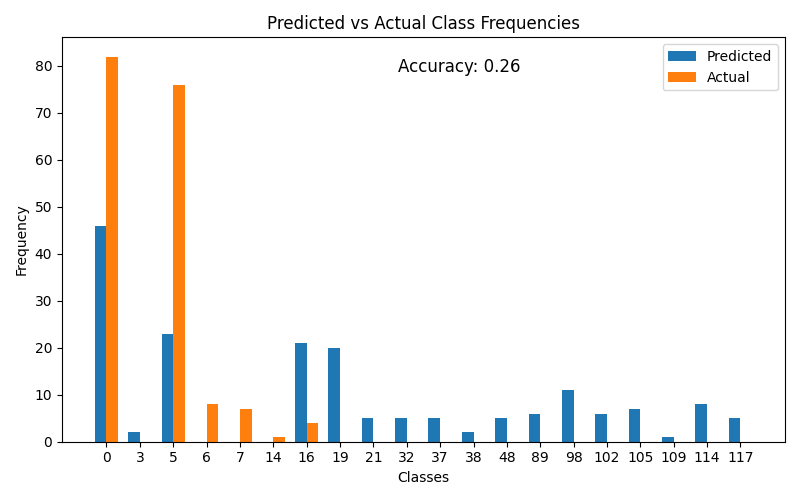 Predicted vs Actual Class Frequencies
Accuracy: 0.26
Predicted
Actual
Frequency
80
70
60
50
40
30
20
10
0
0 3 5 6 7 14 16 19 21 32 37 38 48 89 98 102 105 109 114 117
Classes